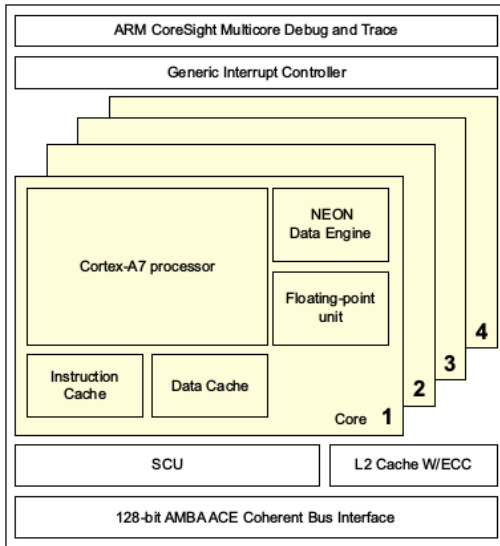 ARM CoreSight Multicore Debug and Trace
Generic Interrupt Controller
Cortex-A7 processor
NEON
Data Engine
Floating-point
unit
Instruction
Cache
Data Cache
Core 1
2
3
4
SCU
L2 Cache W/ECC
128-bit AMBA ACE Coherent Bus Interface